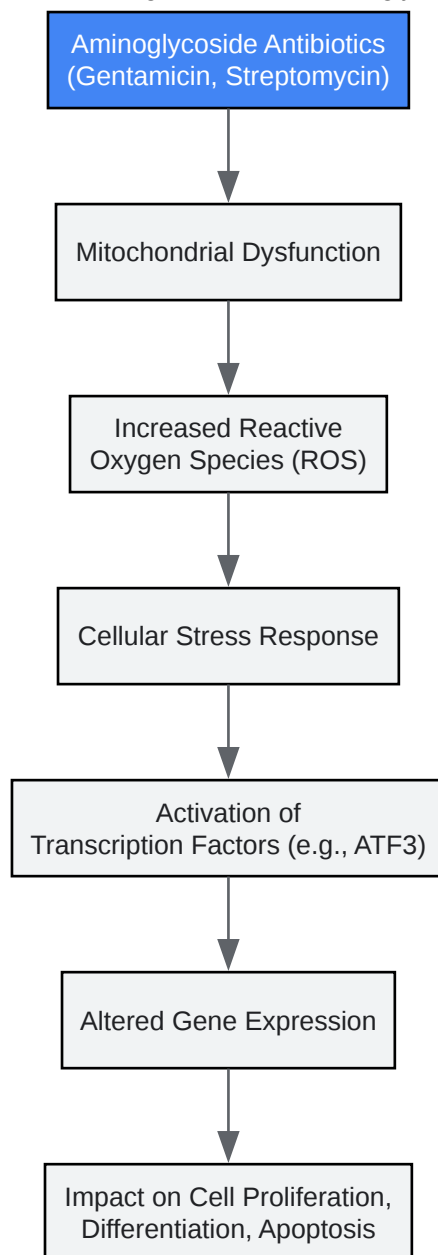 Aminoglycoside Antibiotics
(Gentamicin, Streptomycin)
Mitochondrial Dysfunction
Increased Reactive
Oxygen Species (ROS)
Cellular Stress Response
Activation of
Transcription Factors (e.g., ATF3)
Altered Gene Expression
Impact on Cell Proliferation,
Differentiation, Apoptosis